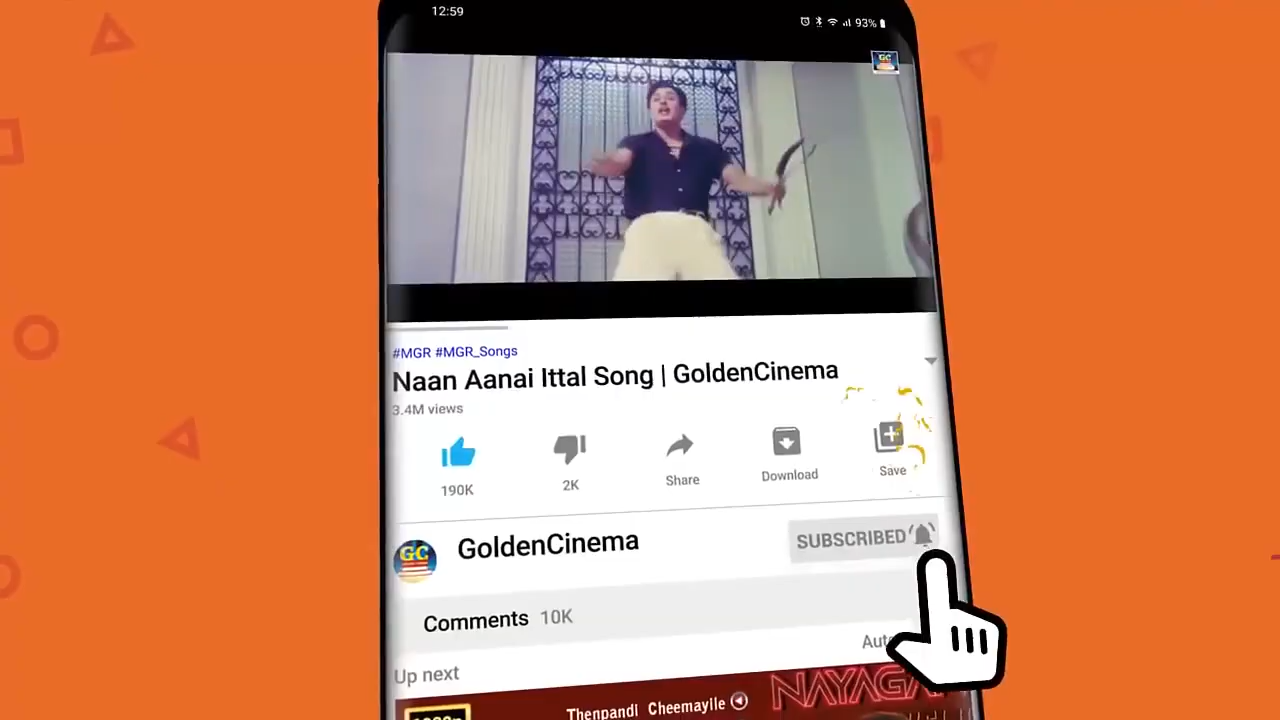 12:59
93%
GC
#MGR #MGR_Songs
Naan Aanai Ittal Song | GoldenCinema
3.4M views
190K
2K
Share
Download
Save
GC
GoldenCinema
SUBSCRIBED
Comments 10K
Up next
Thenpandi Cheemaylle